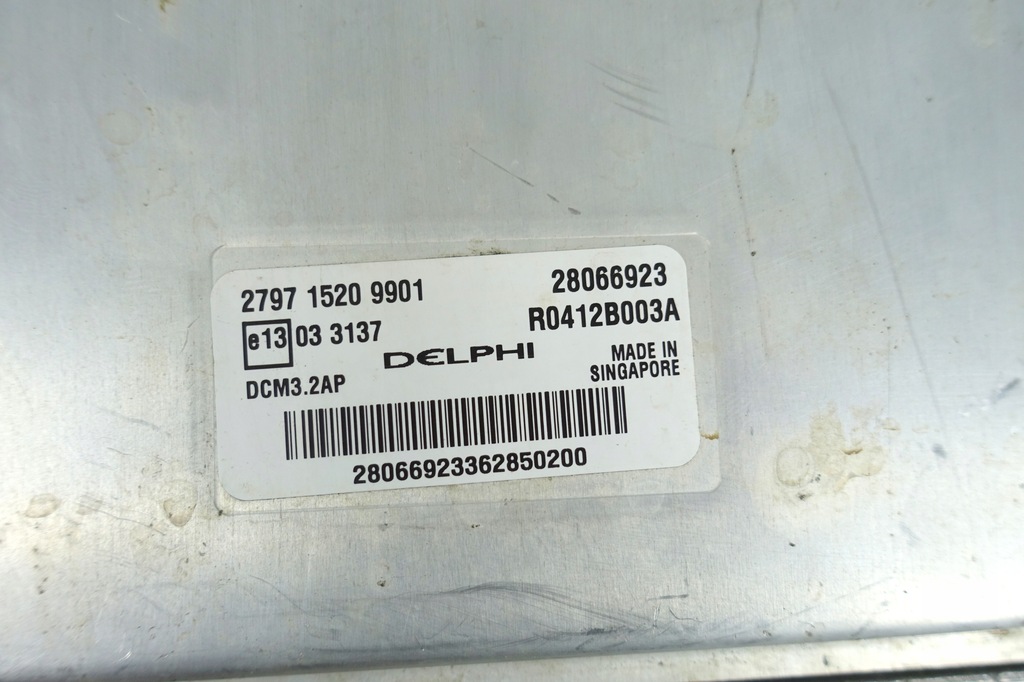 2797 1520 9901 28066923
e13 03 3137 R0412B003A
DELPHI MADE IN
DCM3.2AP SINGAPORE
28066923362850200